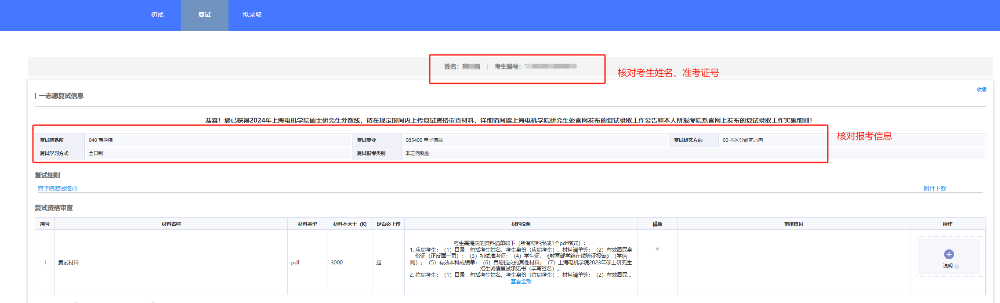 初试 复试 拟录取
姓名： 考生编号：
核对考生姓名、准考证号
一志愿复试信息 收缩
恭喜！您已获得2024年上海电机学院硕士研究生分数线，请在规定时间内上传复试资格审查材料，详细请阅读上海电机学院研究生处官网发布的复试录取工作公告和本人所报考院系官网上发布的复试录取工作实施细则！
复试院系所 040 商学院 复试专业 085400 电子信息 复试研究方向 00 不区分研究方向
核对报考信息
复试学习方式 全日制 复试报考类别 非定向就业
复试细则
商学院复试细则 附件下载
复试资格审查
序号 材料名称 材料类型 材料不大于（K） 是否必上传 材料说明 模板 审核意见 操作
考生需提交的资料清单如下（所有材料形成1个pdf格式）：
1. 应届考生：（1）目录，包括考生姓名、考生身份（应届考生）、材料清单等；（2）有效居民身
份证（正反面一页）；（3）初试准考证；（4）学生证，《教育部学籍在线验证报告》（学信
网）；（5）有效本科成绩单；（6）自愿提交的其他材料；（7）上海电机学院2023年硕士研究生
招生诚信复试承诺书（手写签名）。
2. 往届考生：（1）目录，包括考生姓名、考生身份（往届考生）、材料清单等；（2）有效居民...
查看全部
1 复试材料 pdf 3000 是 无
说明